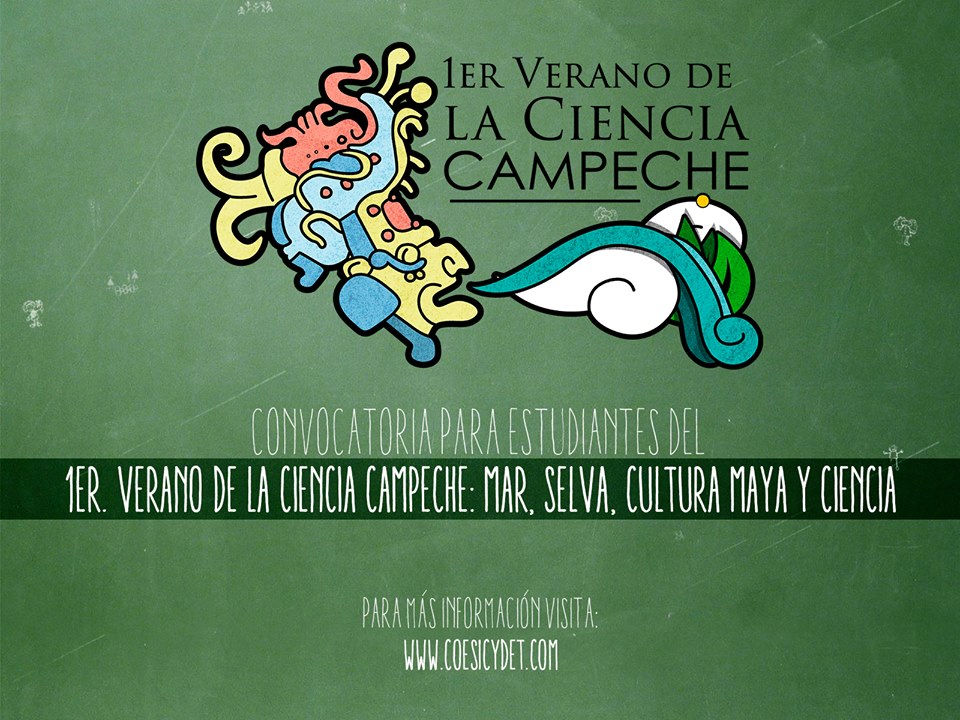 1ER VERANO DE
LA CIENCIA
CAMPECHE
CONVOCATORIA PARA ESTUDIANTES DEL
1ER. VERANO DE LA CIENCIA CAMPECHE: MAR, SELVA, CULTURA MAYA Y CIENCIA
PARA MÁS INFORMACIÓN VISITA:
WWW.COESICYDET.COM